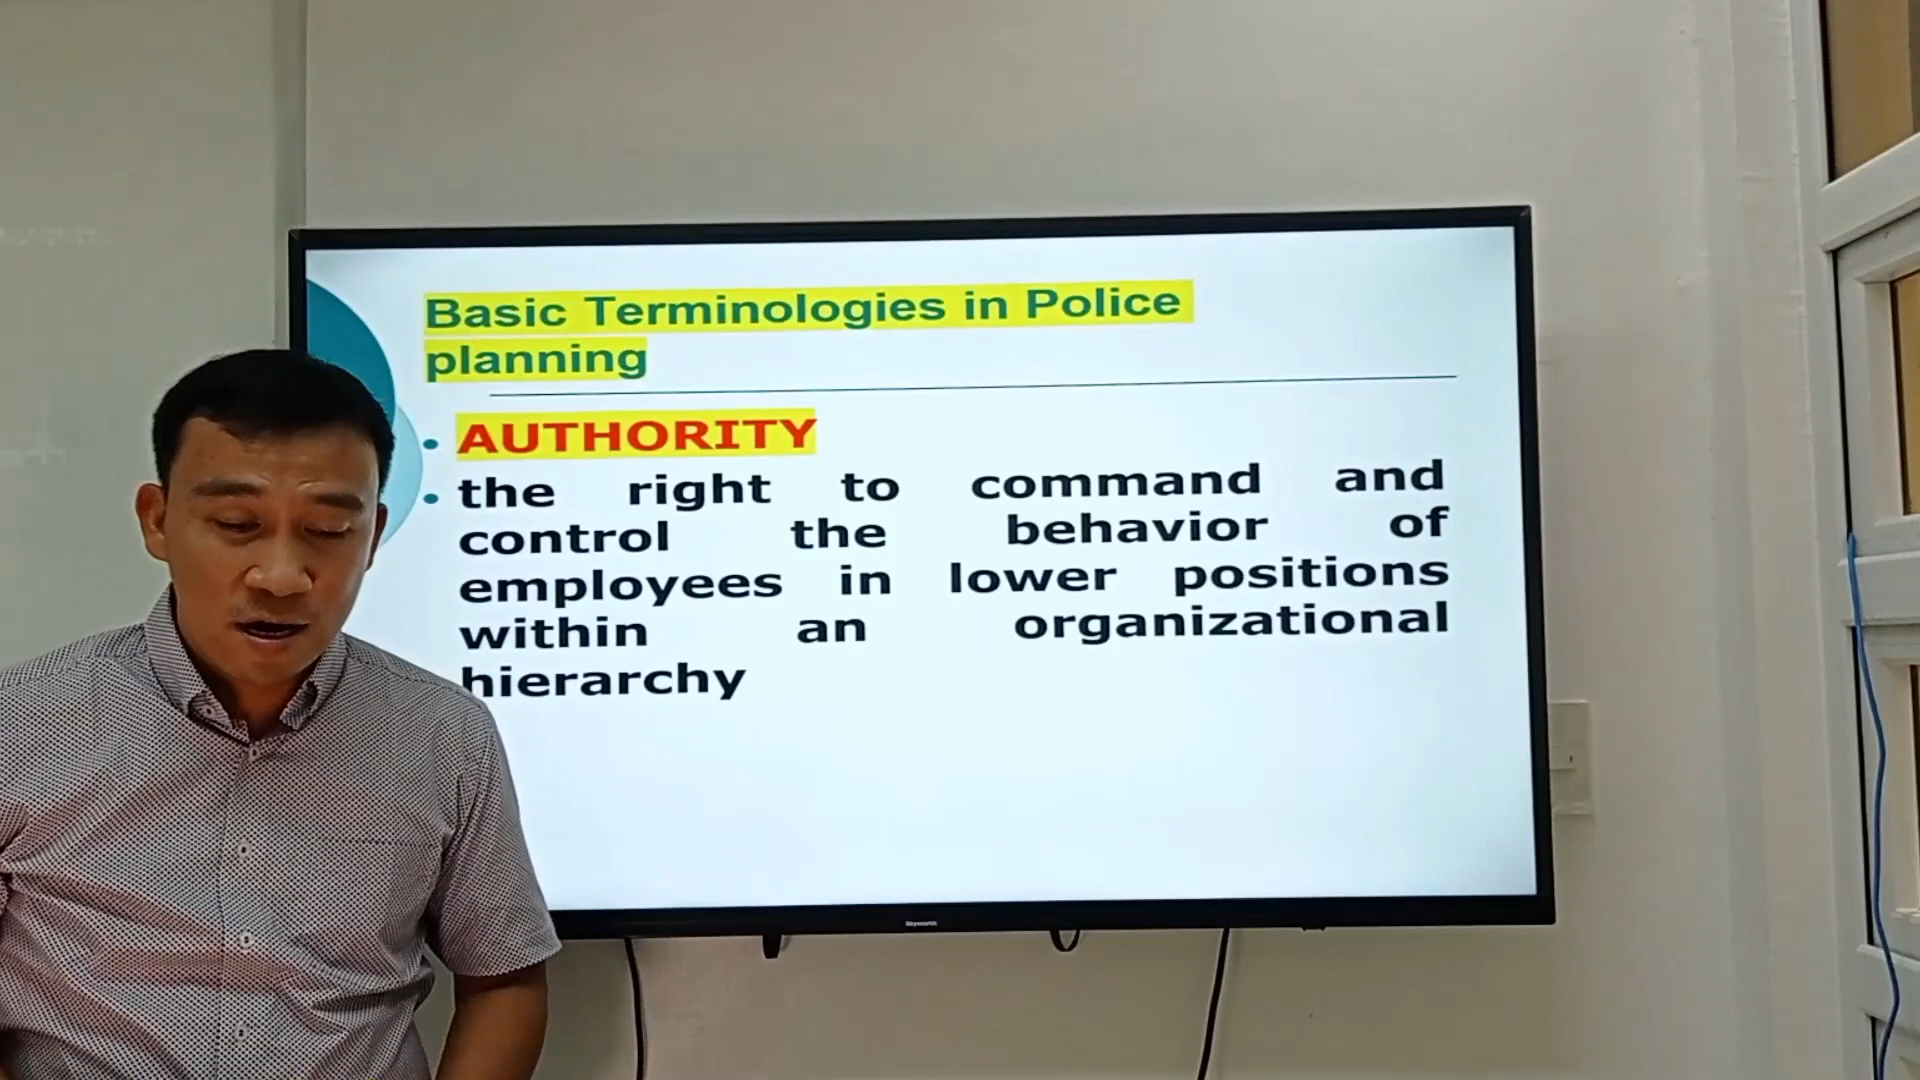 Basic Terminologies in Police
planning
• AUTHORITY
• the right to command and
control the behavior of
employees in lower positions
within an organizational
hierarchy
Skyworth